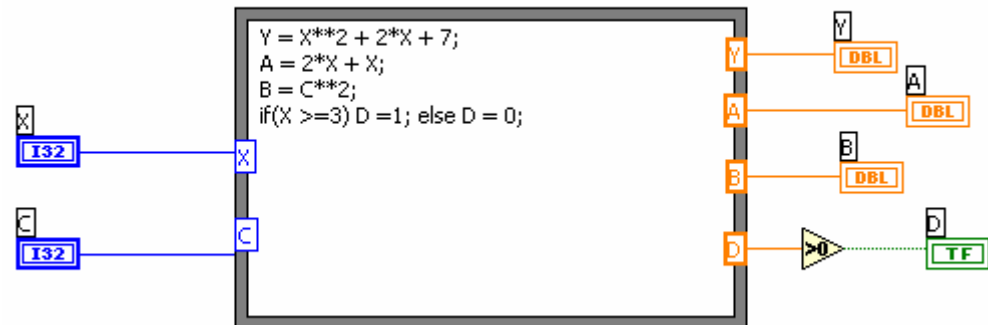 Y = X**2 + 2*X + 7;
A = 2*X + X;
B = C**2;
if(X >=3) D =1; else D = 0;
X
I32
X
C
I32
C
Y
Y
DBL
A
A
DBL
B
B
DBL
D
>0
D
TF